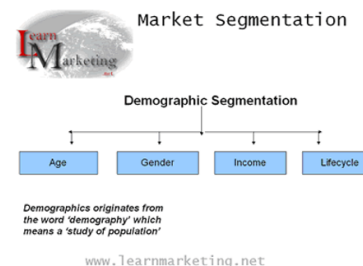 Market Segmentation
Learn
Marketing
.net
Demographic Segmentation
Age
Gender
Income
Lifecycle
Demographics originates from
the word ‘demography’ which
means a ‘study of population’
www.learnmarketing.net